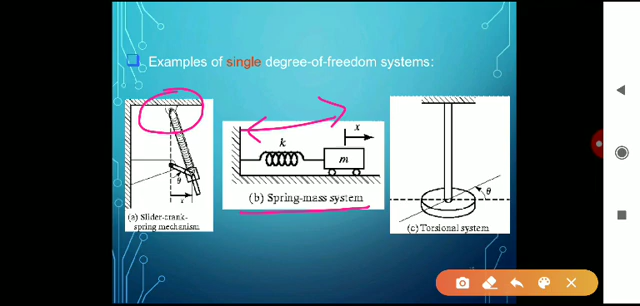 Examples of single degree-of-freedom systems:
θ
x
(a) Slider-crank-
spring mechanism
k
m
x
(b) Spring-mass system
θ
(c) Torsional system